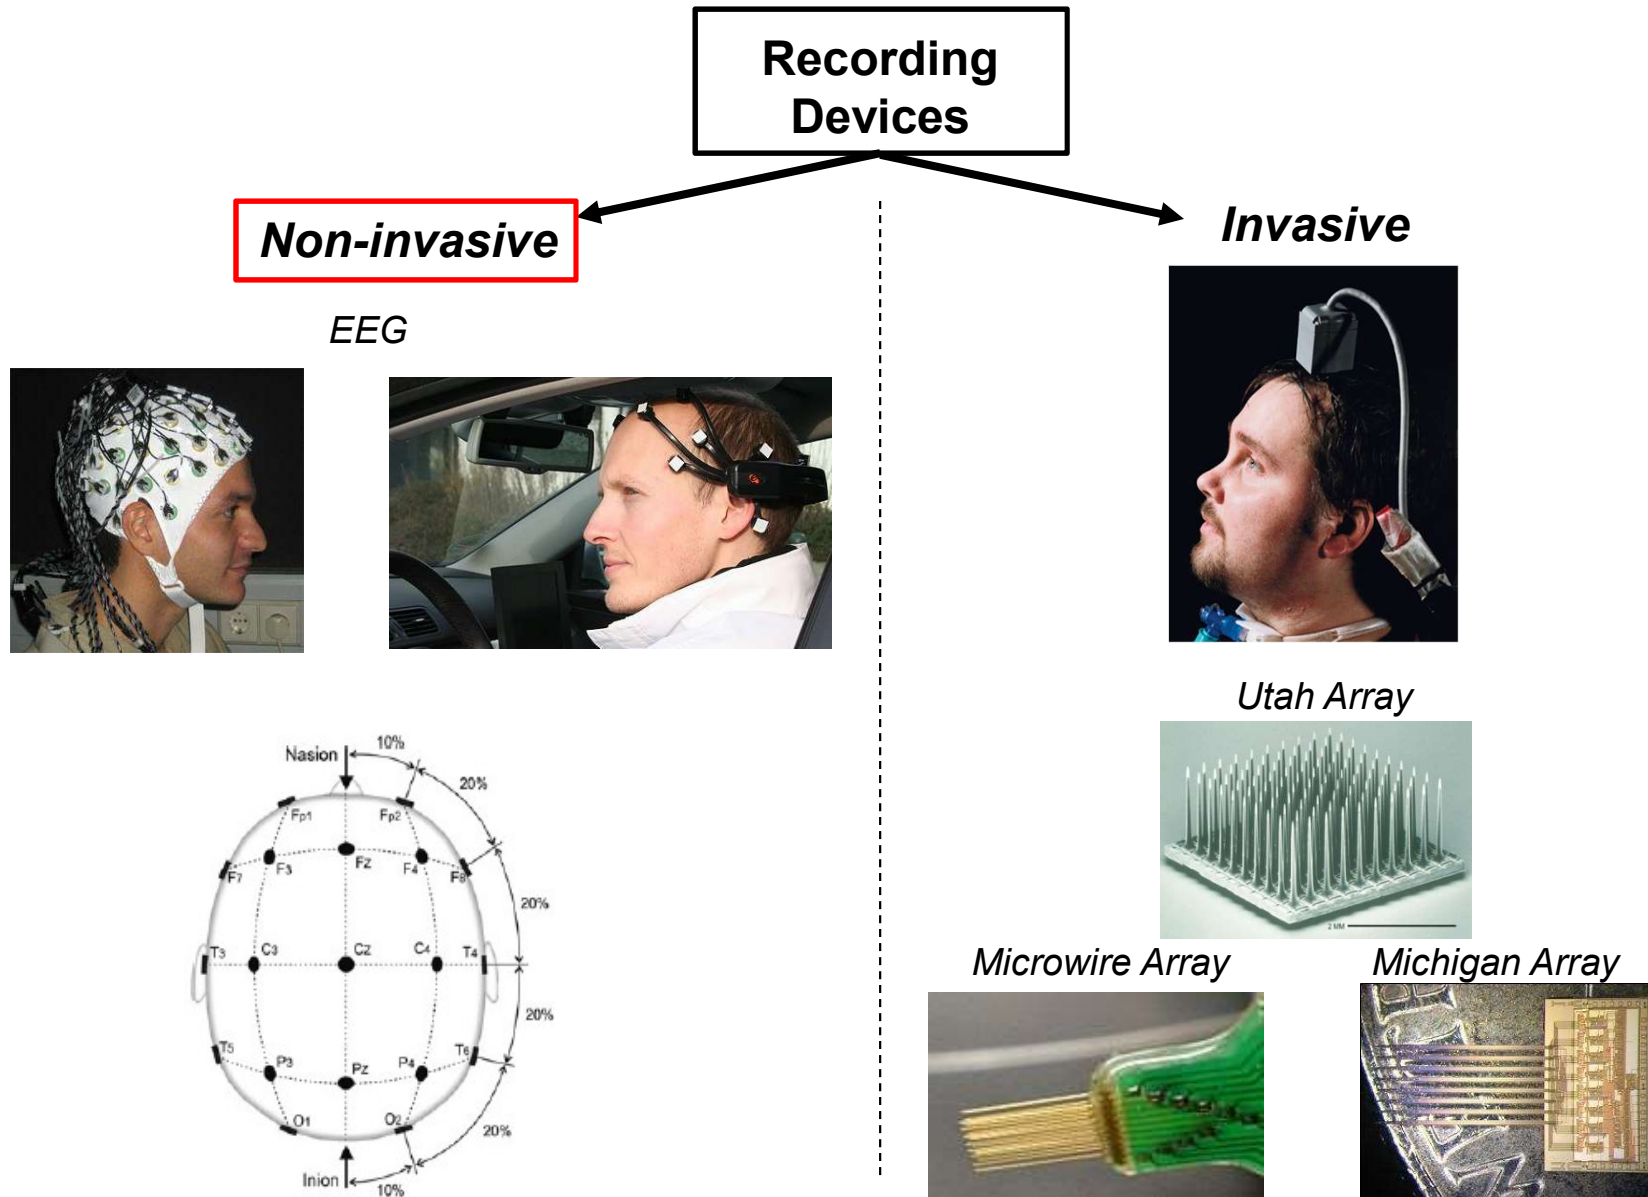 Recording
Devices
Non-invasive
Invasive
EEG
Utah Array
2 MM
Microwire Array
Michigan Array
Nasion
10%
20%
Fp1
Fp2
F7
F3
Fz
F4
F8
20%
T3
C3
Cz
C4
T4
20%
T5
P3
Pz
P4
T6
O1
O2
20%
Inion
10%